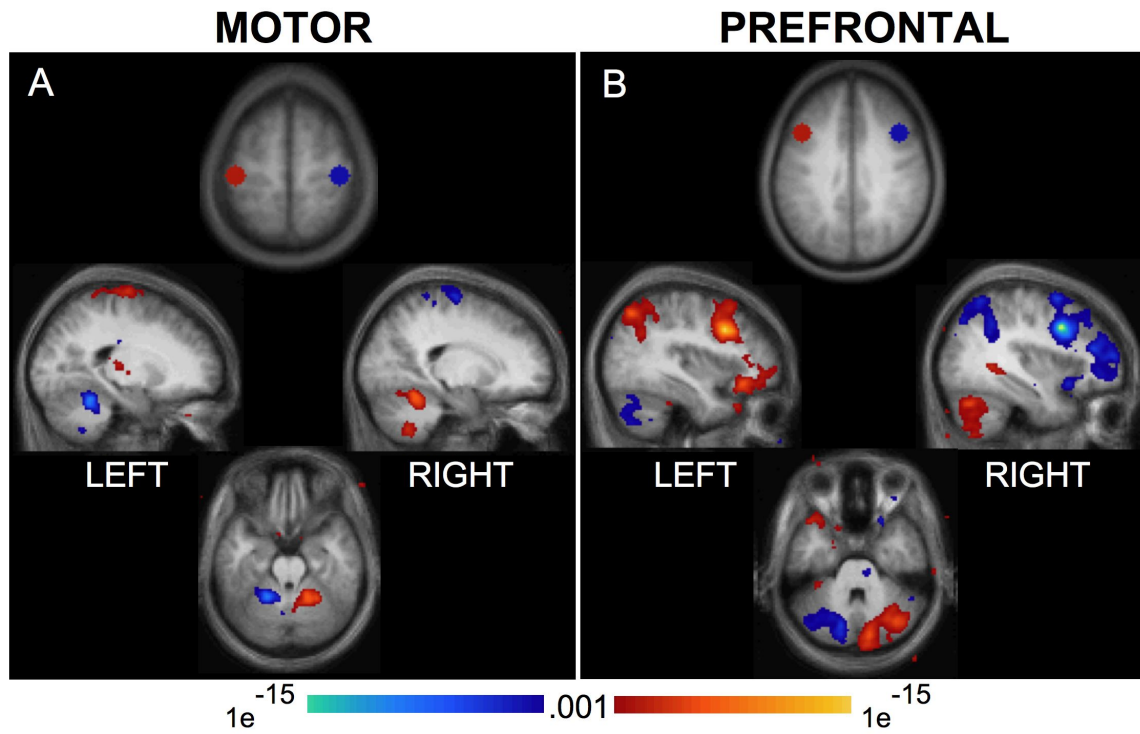 MOTOR
PREFRONTAL
A
B
LEFT
RIGHT
LEFT
RIGHT
1e-15
.001
1e-15